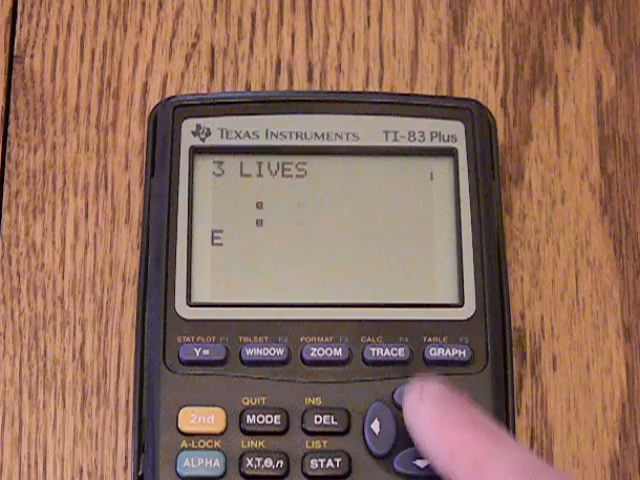 TEXAS INSTRUMENTS TI-83 Plus
3 LIVES
E
STAT PLOT F1 TBLSET F2 FORMAT F3 CALC F4 TABLE F5
Y= WINDOW ZOOM TRACE GRAPH
QUIT INS
2nd MODE DEL
A-LOCK LINK LIST
ALPHA X,T,Θ,n STAT